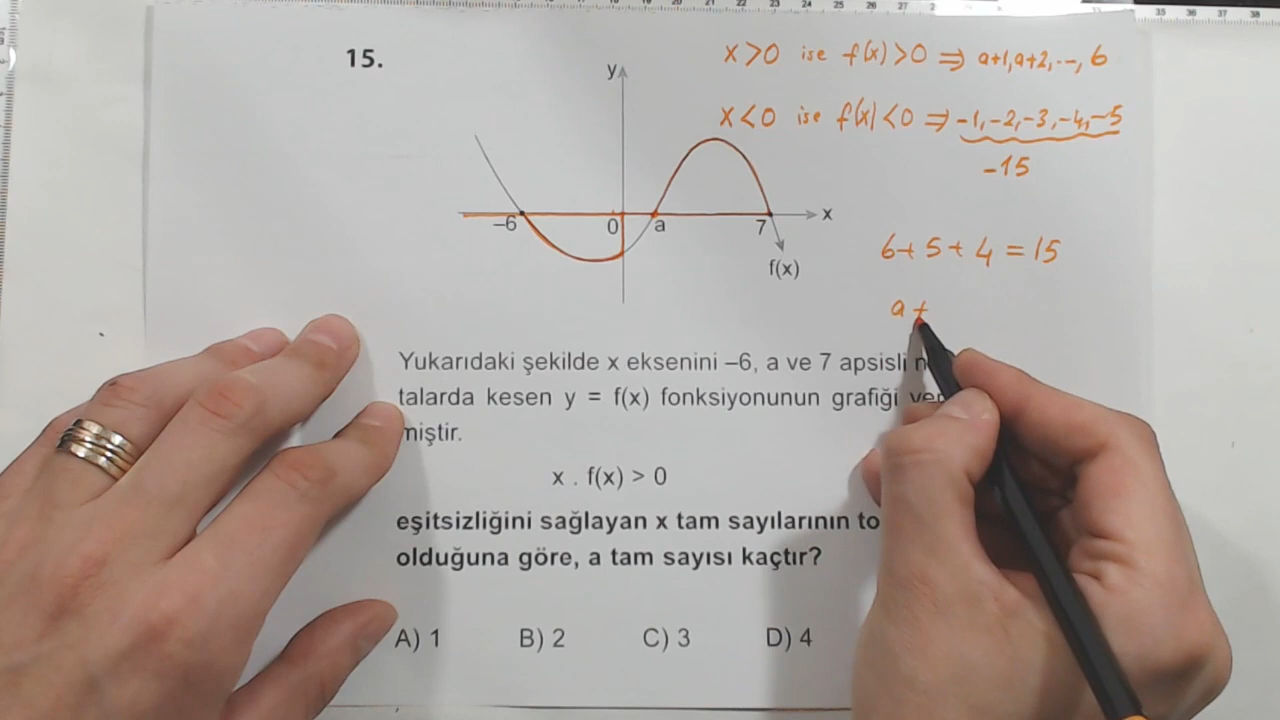 15.
x>0 ise f(x)>0 ⇒ a+1, a+2, ..., 6
x<0 ise f(x)<0 ⇒ -1, -2, -3, -4, -5
-15
y
x
-6
0
a
7
f(x)
6+5+4=15
a+
Yukarıdaki şekilde x eksenini –6, a ve 7 apsisli
talarda kesen y = f(x) fonksiyonunun grafiği
miştir.
x . f(x) > 0
eşitsizliğini sağlayan x tam sayılarının
olduğuna göre, a tam sayısı kaçtır?
A) 1 B) 2 C) 3 D) 4